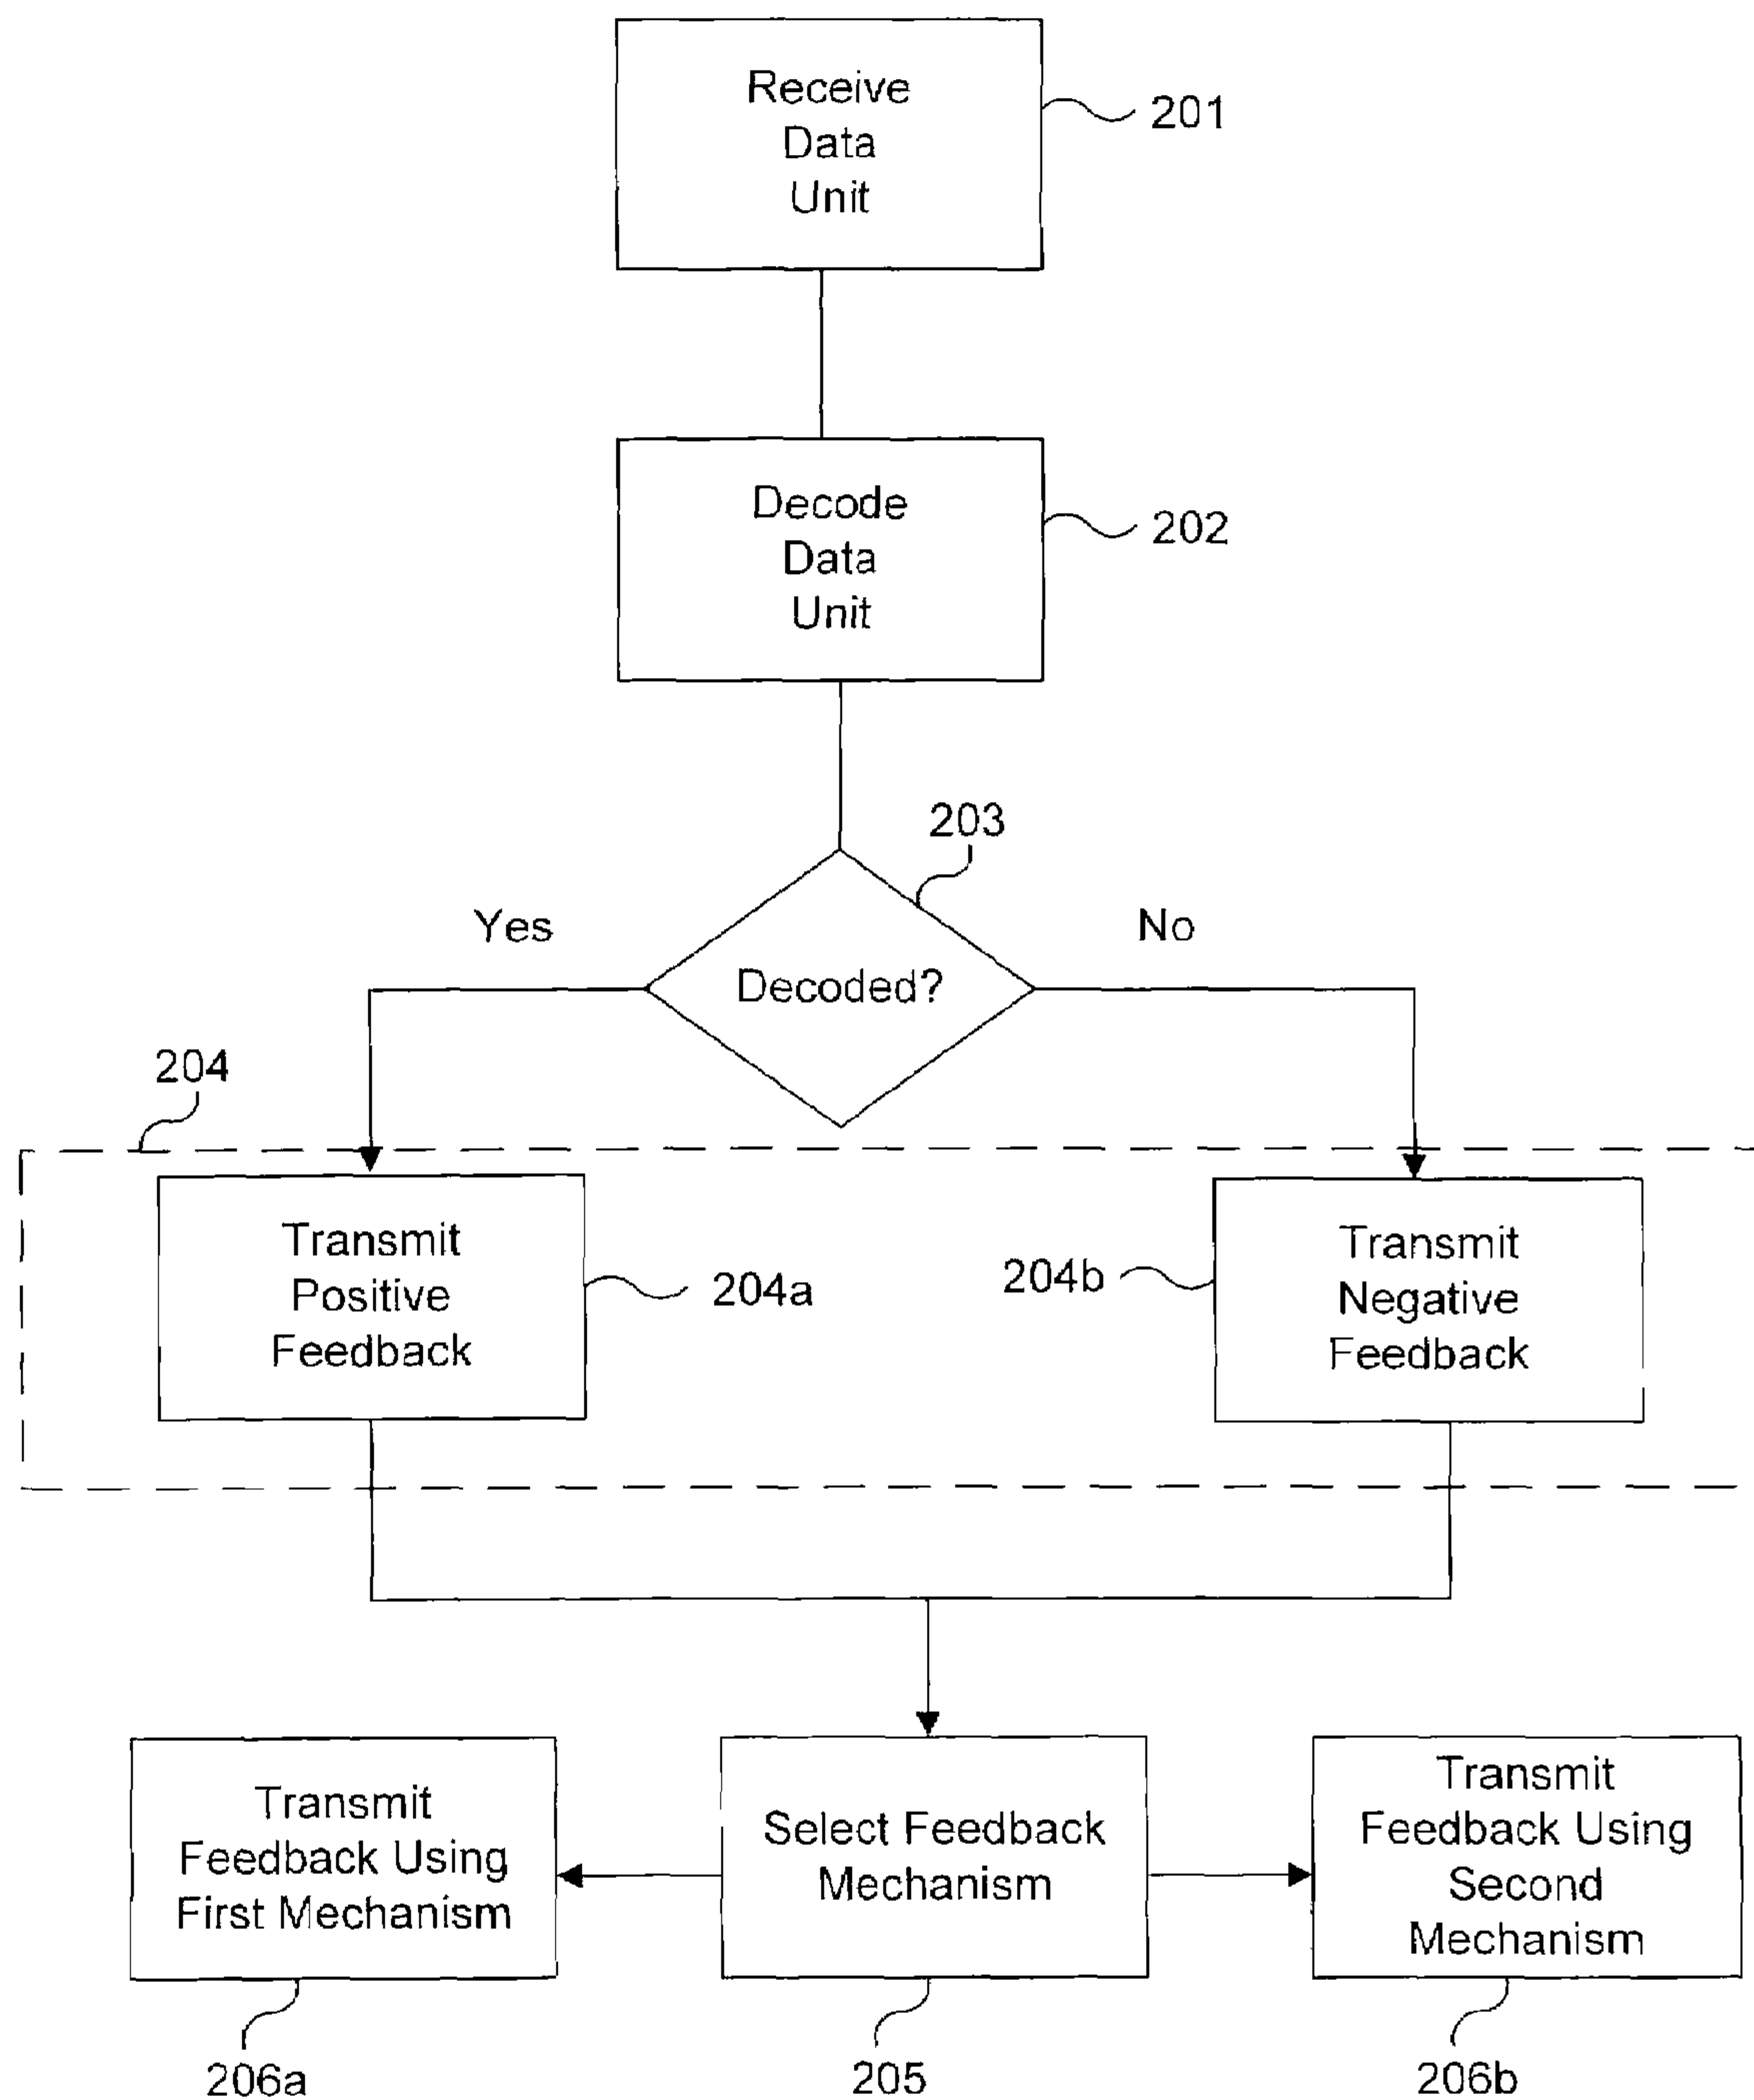 Receive
Data
Unit
201
Decode
Data
Unit
202
203
Yes
No
Decoded?
204
Transmit
Positive
Feedback
204a
204b
Transmit
Negative
Feedback
Transmit
Feedback Using
First Mechanism
Select Feedback
Mechanism
Transmit
Feedback Using
Second
Mechanism
206a
205
206b